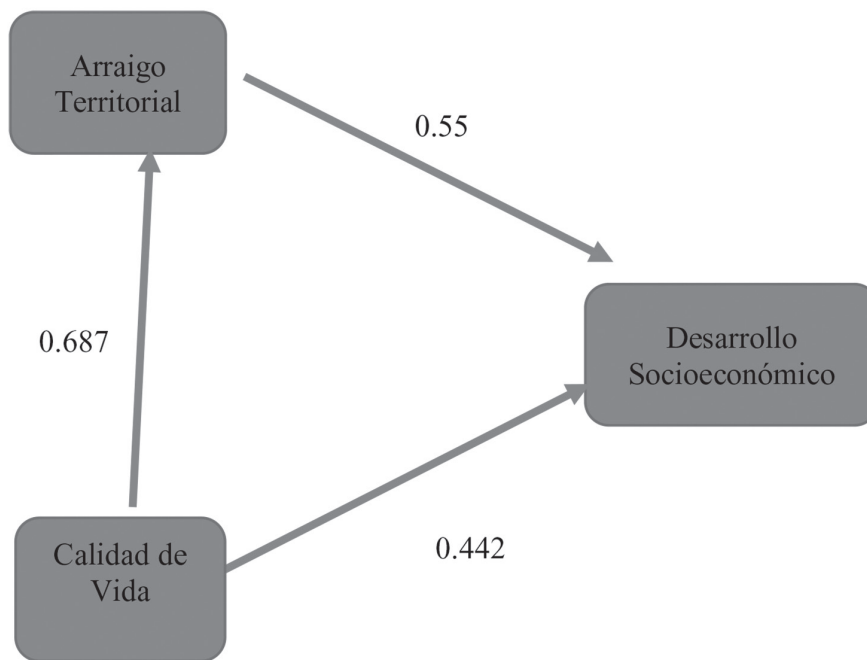 Arraigo
Territorial
0.55
0.687
Desarrollo
Socioeconómico
0.442
Calidad de
Vida